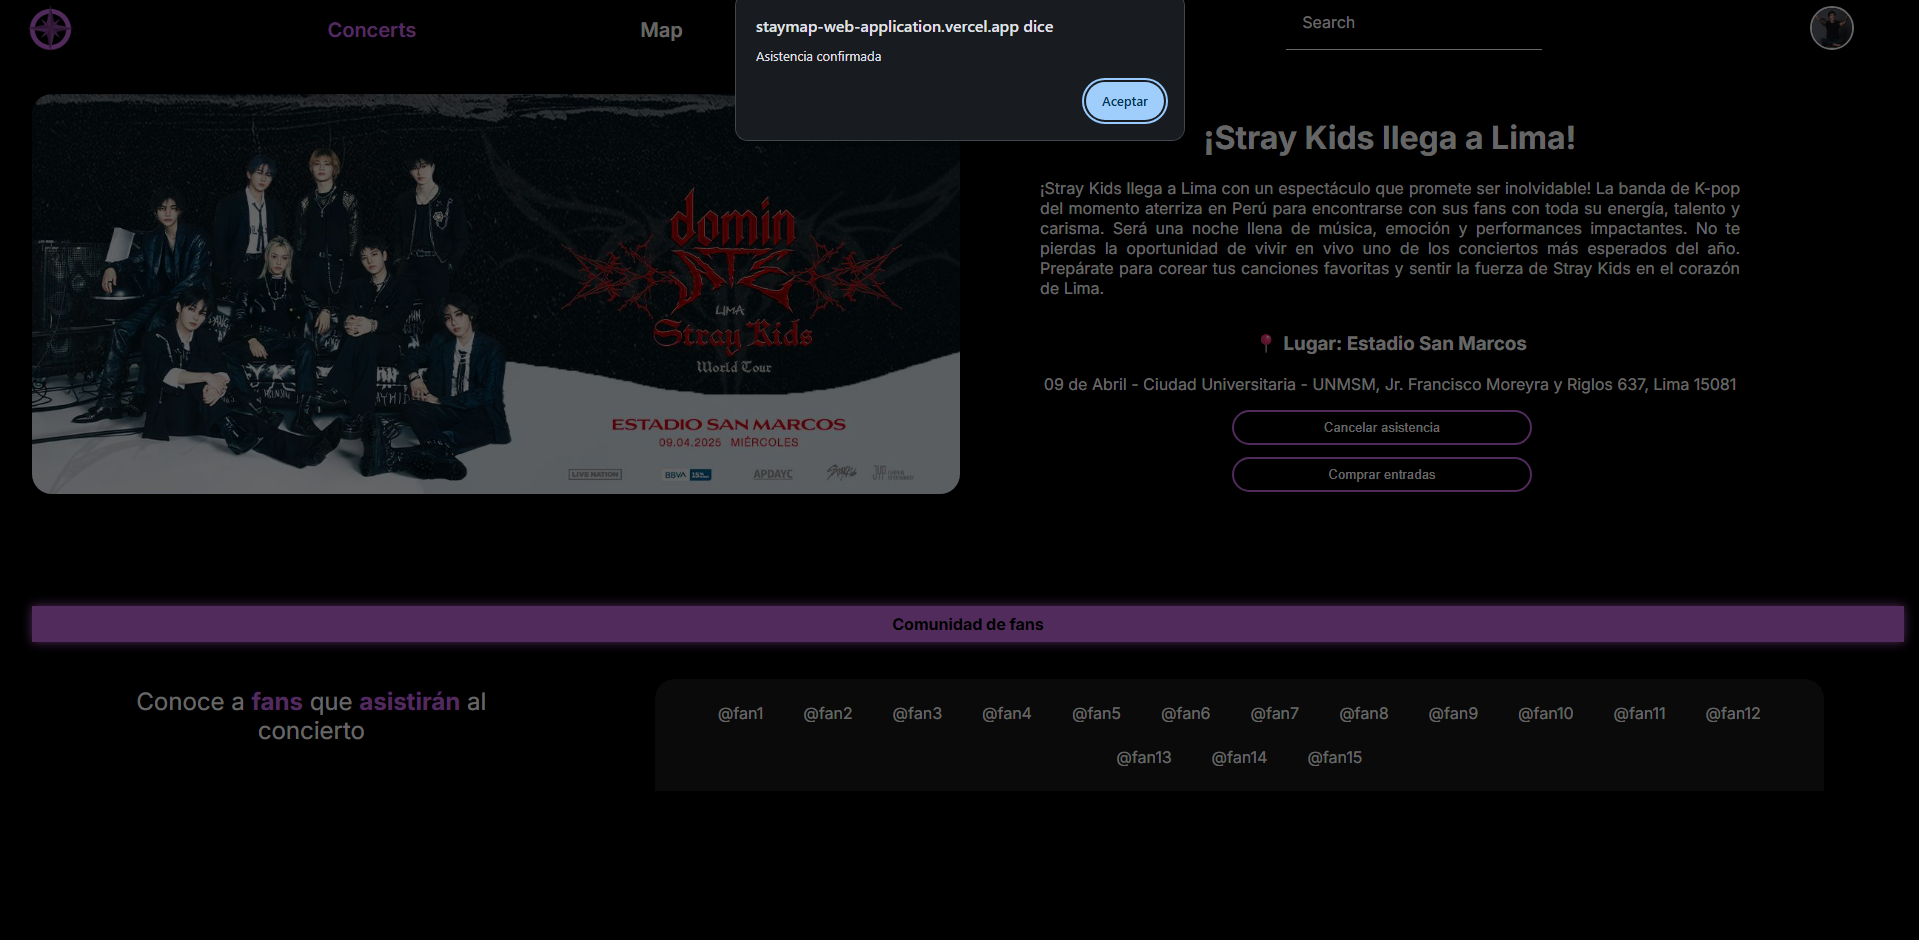 Concerts
Map
Search
staymap-web-application.vercel.app dice
Asistencia confirmada
Aceptar
domin
ATE
LIMA
Stray Kids
World Tour
ESTADIO SAN MARCOS
09.04.2025 MIÉRCOLES
LIVE NATION
BBVA
APDAYC
¡Stray Kids llega a Lima!
¡Stray Kids llega a Lima con un espectáculo que promete ser inolvidable! La banda de K-pop
del momento aterriza en Perú para encontrarse con sus fans con toda su energía, talento y
carisma. Será una noche llena de música, emoción y performances impactantes. No te
pierdas la oportunidad de vivir en vivo uno de los conciertos más esperados del año.
Prepárate para corear tus canciones favoritas y sentir la fuerza de Stray Kids en el corazón
de Lima.
Lugar: Estadio San Marcos
09 de Abril - Ciudad Universitaria - UNMSM, Jr. Francisco Moreyra y Riglos 637, Lima 15081
Cancelar asistencia
Comprar entradas
Comunidad de fans
Conoce a fans que asistirán al
concierto
@fan1 @fan2 @fan3 @fan4 @fan5 @fan6 @fan7 @fan8 @fan9 @fan10 @fan11 @fan12
@fan13 @fan14 @fan15